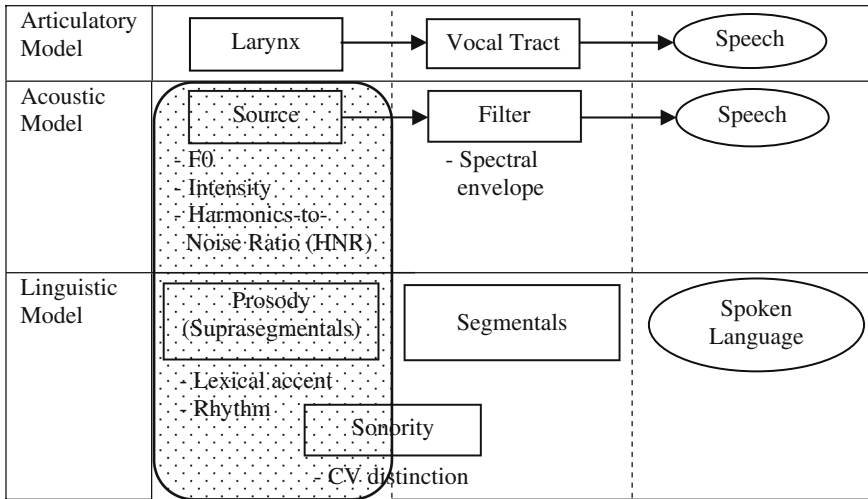 Articulatory
Model
Larynx
Vocal Tract
Speech
Acoustic
Model
Source
Filter
Speech
- F0
- Intensity
- Harmonics-to-
Noise Ratio (HNR)
- Spectral
envelope
Linguistic
Model
Prosody
(Suprasegmentals)
Segmentals
Spoken
Language
- Lexical accent
- Rhythm
Sonority
- CV distinction